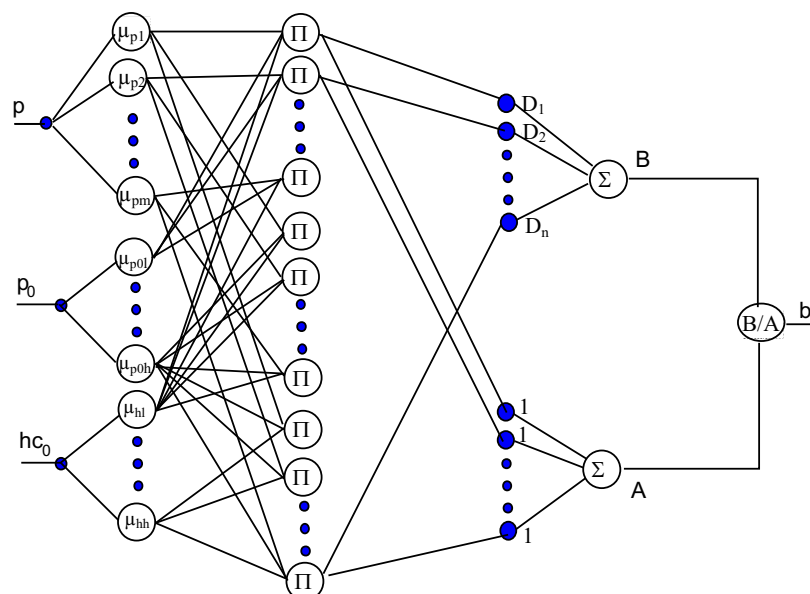 p
p₀
hc₀
μp1
μp2
μpm
μp0l
μp0h
μhl
μhh
Π
Π
Π
Π
Π
Π
Π
Π
Π
D₁
D₂
Dₙ
1
1
1
Σ
B
Σ
A
B/A
b